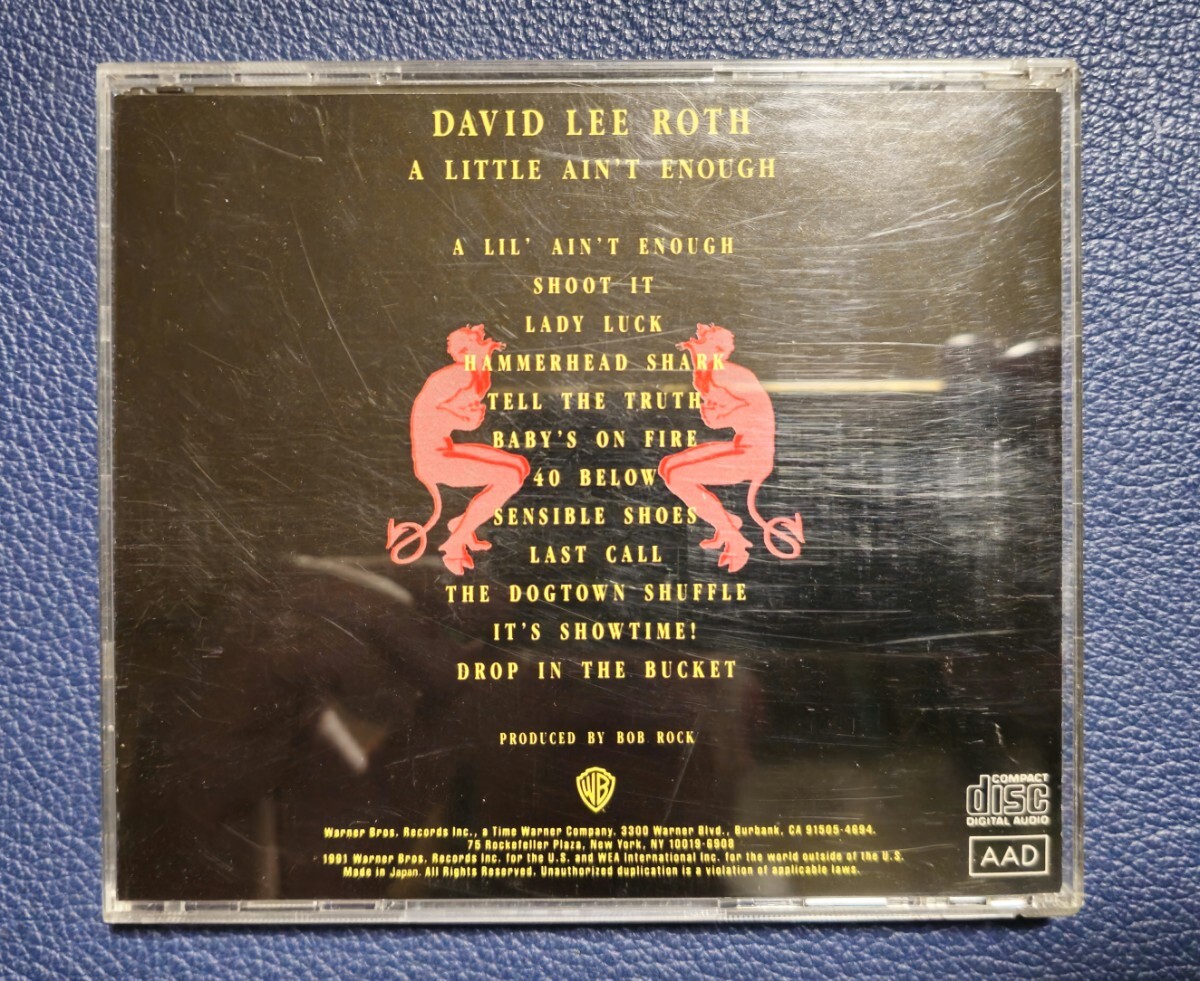 DAVID LEE ROTH
A LITTLE AIN'T ENOUGH
A LIL' AIN'T ENOUGH
SHOOT IT
LADY LUCK
HAMMERHEAD SHARK
TELL THE TRUTH
BABY'S ON FIRE
40 BELOW
SENSIBLE SHOES
LAST CALL
THE DOGTOWN SHUFFLE
IT'S SHOWTIME!
DROP IN THE BUCKET
PRODUCED BY BOB ROCK
WB
COMPACT
disc
DIGITAL AUDIO
AAD
Warner Bros. Records Inc., a Time Warner Company. 3300 Warner Blvd., Burbank, CA 91505-4694.
75 Rockefeller Plaza, New York, NY 10019-6908
1991 Warner Bros. Records Inc. for the U.S. and WEA International Inc. for the world outside of the U.S.
Made in Japan. All Rights Reserved. Unauthorized duplication is a violation of applicable laws.